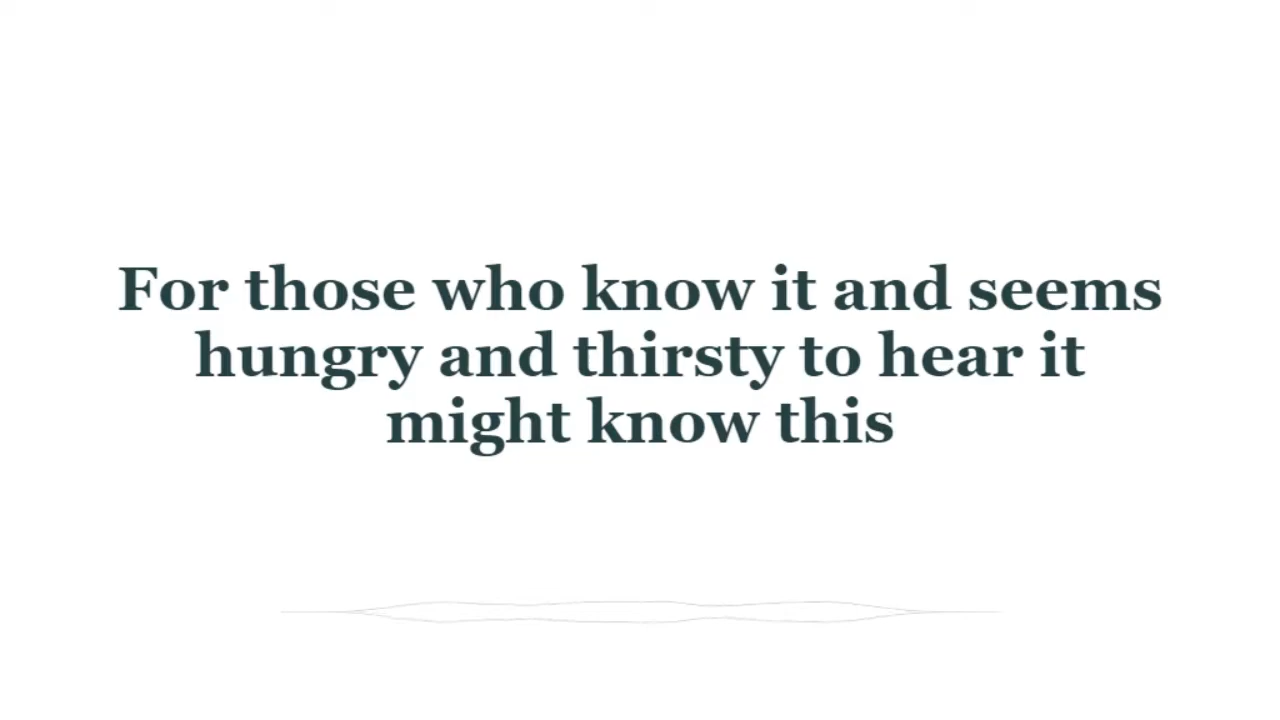 For those who know it and seems
hungry and thirsty to hear it
might know this